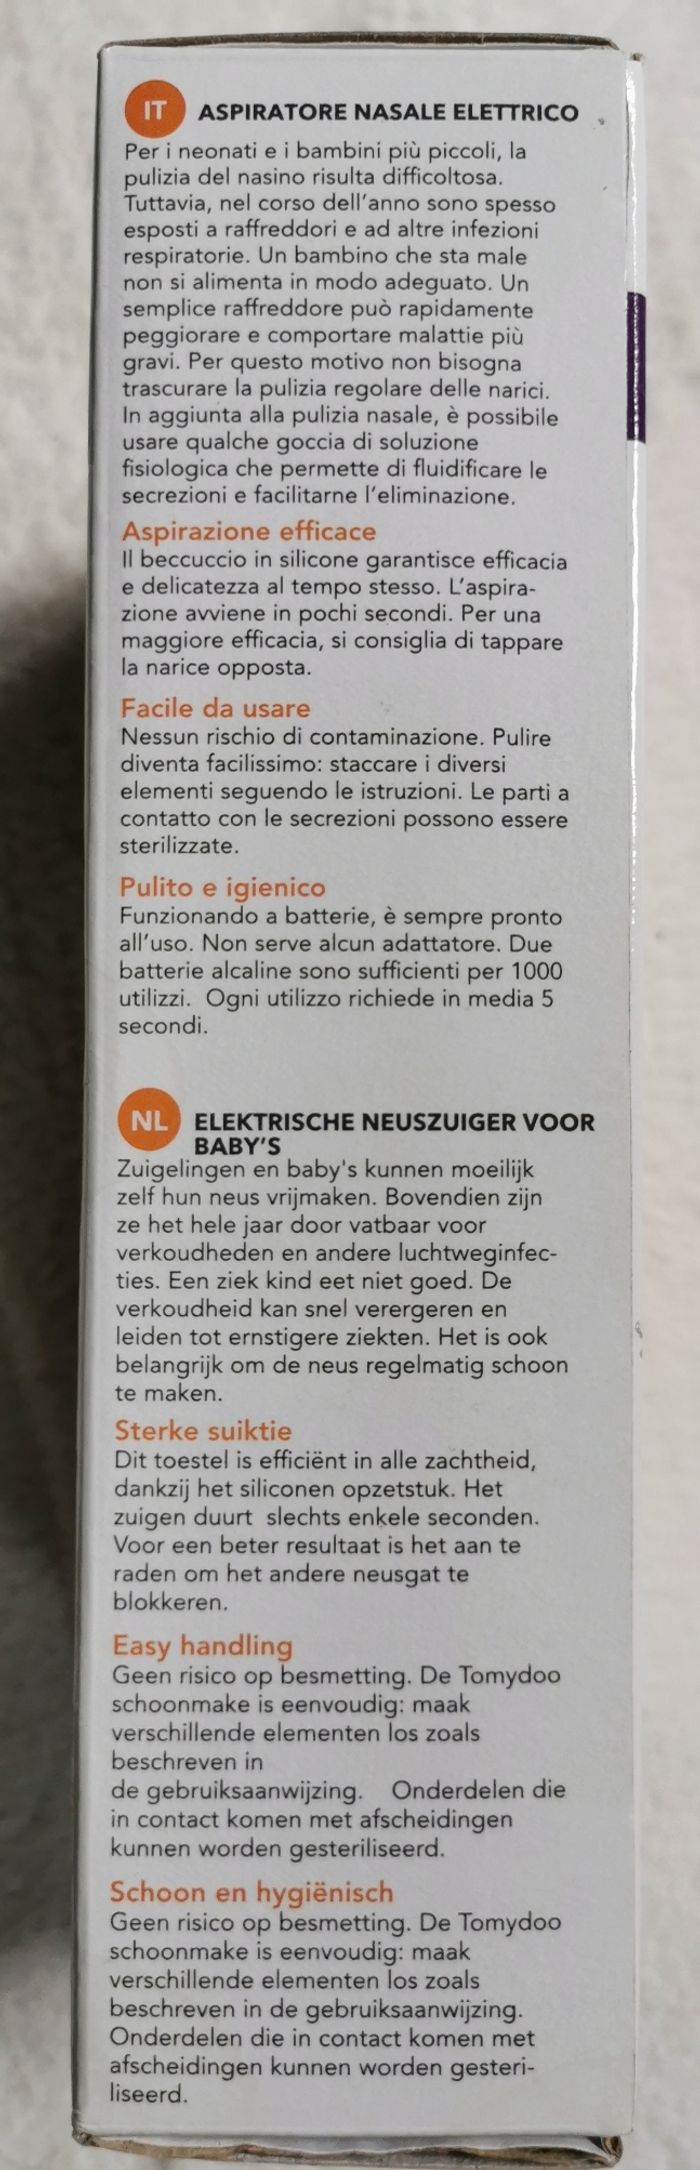 IT ASPIRATORE NASALE ELETTRICO
Per i neonati e i bambini più piccoli, la
pulizia del nasino risulta difficoltosa.
Tuttavia, nel corso dell'anno sono spesso
esposti a raffreddori e ad altre infezioni
respiratorie. Un bambino che sta male
non si alimenta in modo adeguato. Un
semplice raffreddore può rapidamente
peggiorare e comportare malattie più
gravi. Per questo motivo non bisogna
trascurare la pulizia regolare delle narici.
In aggiunta alla pulizia nasale, è possibile
usare qualche goccia di soluzione
fisiologica che permette di fluidificare le
secrezioni e facilitarne l'eliminazione.
Aspirazione efficace
Il beccuccio in silicone garantisce efficacia
e delicatezza al tempo stesso. L'aspira-
zione avviene in pochi secondi. Per una
maggiore efficacia, si consiglia di tappare
la narice opposta.
Facile da usare
Nessun rischio di contaminazione. Pulire
diventa facilissimo: staccare i diversi
elementi seguendo le istruzioni. Le parti a
contatto con le secrezioni possono essere
sterilizzate.
Pulito e igienico
Funzionando a batterie, è sempre pronto
all'uso. Non serve alcun adattatore. Due
batterie alcaline sono sufficienti per 1000
utilizzi.  Ogni utilizzo richiede in media 5
secondi.
NL ELEKTRISCHE NEUSZUIGER VOOR
BABY'S
Zuigelingen en baby's kunnen moeilijk
zelf hun neus vrijmaken. Bovendien zijn
ze het hele jaar door vatbaar voor
verkoudheden en andere luchtweginfec-
ties. Een ziek kind eet niet goed. De
verkoudheid kan snel verergeren en
leiden tot ernstigere ziekten. Het is ook
belangrijk om de neus regelmatig schoon
te maken.
Sterke suiktie
Dit toestel is efficiënt in alle zachtheid,
dankzij het siliconen opzetstuk. Het
zuigen duurt  slechts enkele seconden.
Voor een beter resultaat is het aan te
raden om het andere neusgat te
blokkeren.
Easy handling
Geen risico op besmetting. De Tomydoo
schoonmake is eenvoudig: maak
verschillende elementen los zoals
beschreven in
de gebruiksaanwijzing.   Onderdelen die
in contact komen met afscheidingen
kunnen worden gesteriliseerd.
Schoon en hygiënisch
Geen risico op besmetting. De Tomydoo
schoonmake is eenvoudig: maak
verschillende elementen los zoals
beschreven in de gebruiksaanwijzing.
Onderdelen die in contact komen met
afscheidingen kunnen worden gesteri-
liseerd.